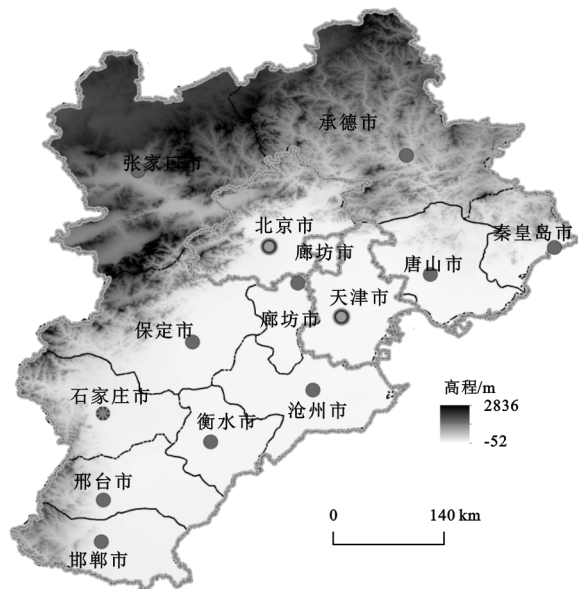 承德市
张家口市
北京市
秦皇岛市
廊坊市
唐山市
天津市
廊坊市
保定市
石家庄市
沧州市
衡水市
邢台市
邯郸市
高程/m
2836
-52
0 140 km